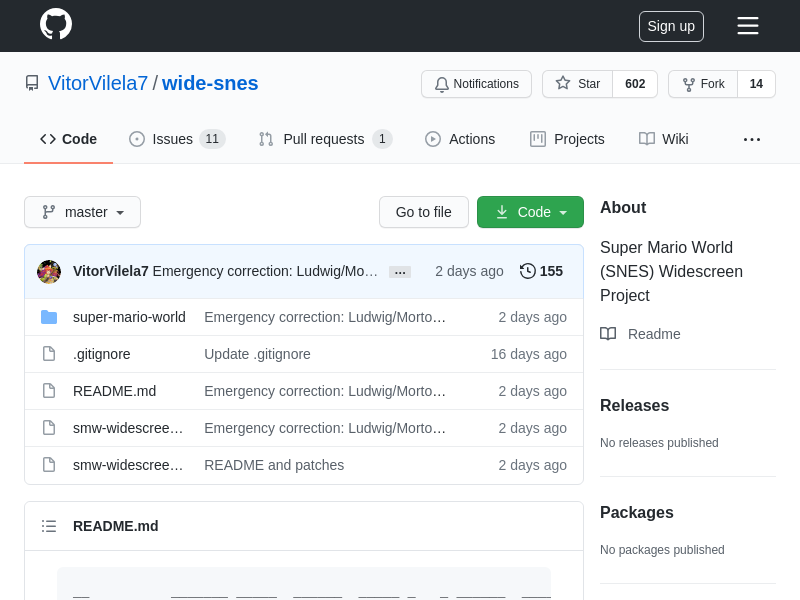 Sign up
VitorVilela7 / wide-snes
Notifications
Star 602
Fork 14
Code
Issues 11
Pull requests 1
Actions
Projects
Wiki
master
Go to file
Code
VitorVilela7 Emergency correction: Ludwig/Mo… … 2 days ago 155
super-mario-world Emergency correction: Ludwig/Morto… 2 days ago
.gitignore Update .gitignore 16 days ago
README.md Emergency correction: Ludwig/Morto… 2 days ago
smw-widescree… Emergency correction: Ludwig/Morto… 2 days ago
smw-widescree… README and patches 2 days ago
README.md
About
Super Mario World
(SNES) Widescreen
Project
Readme
Releases
No releases published
Packages
No packages published